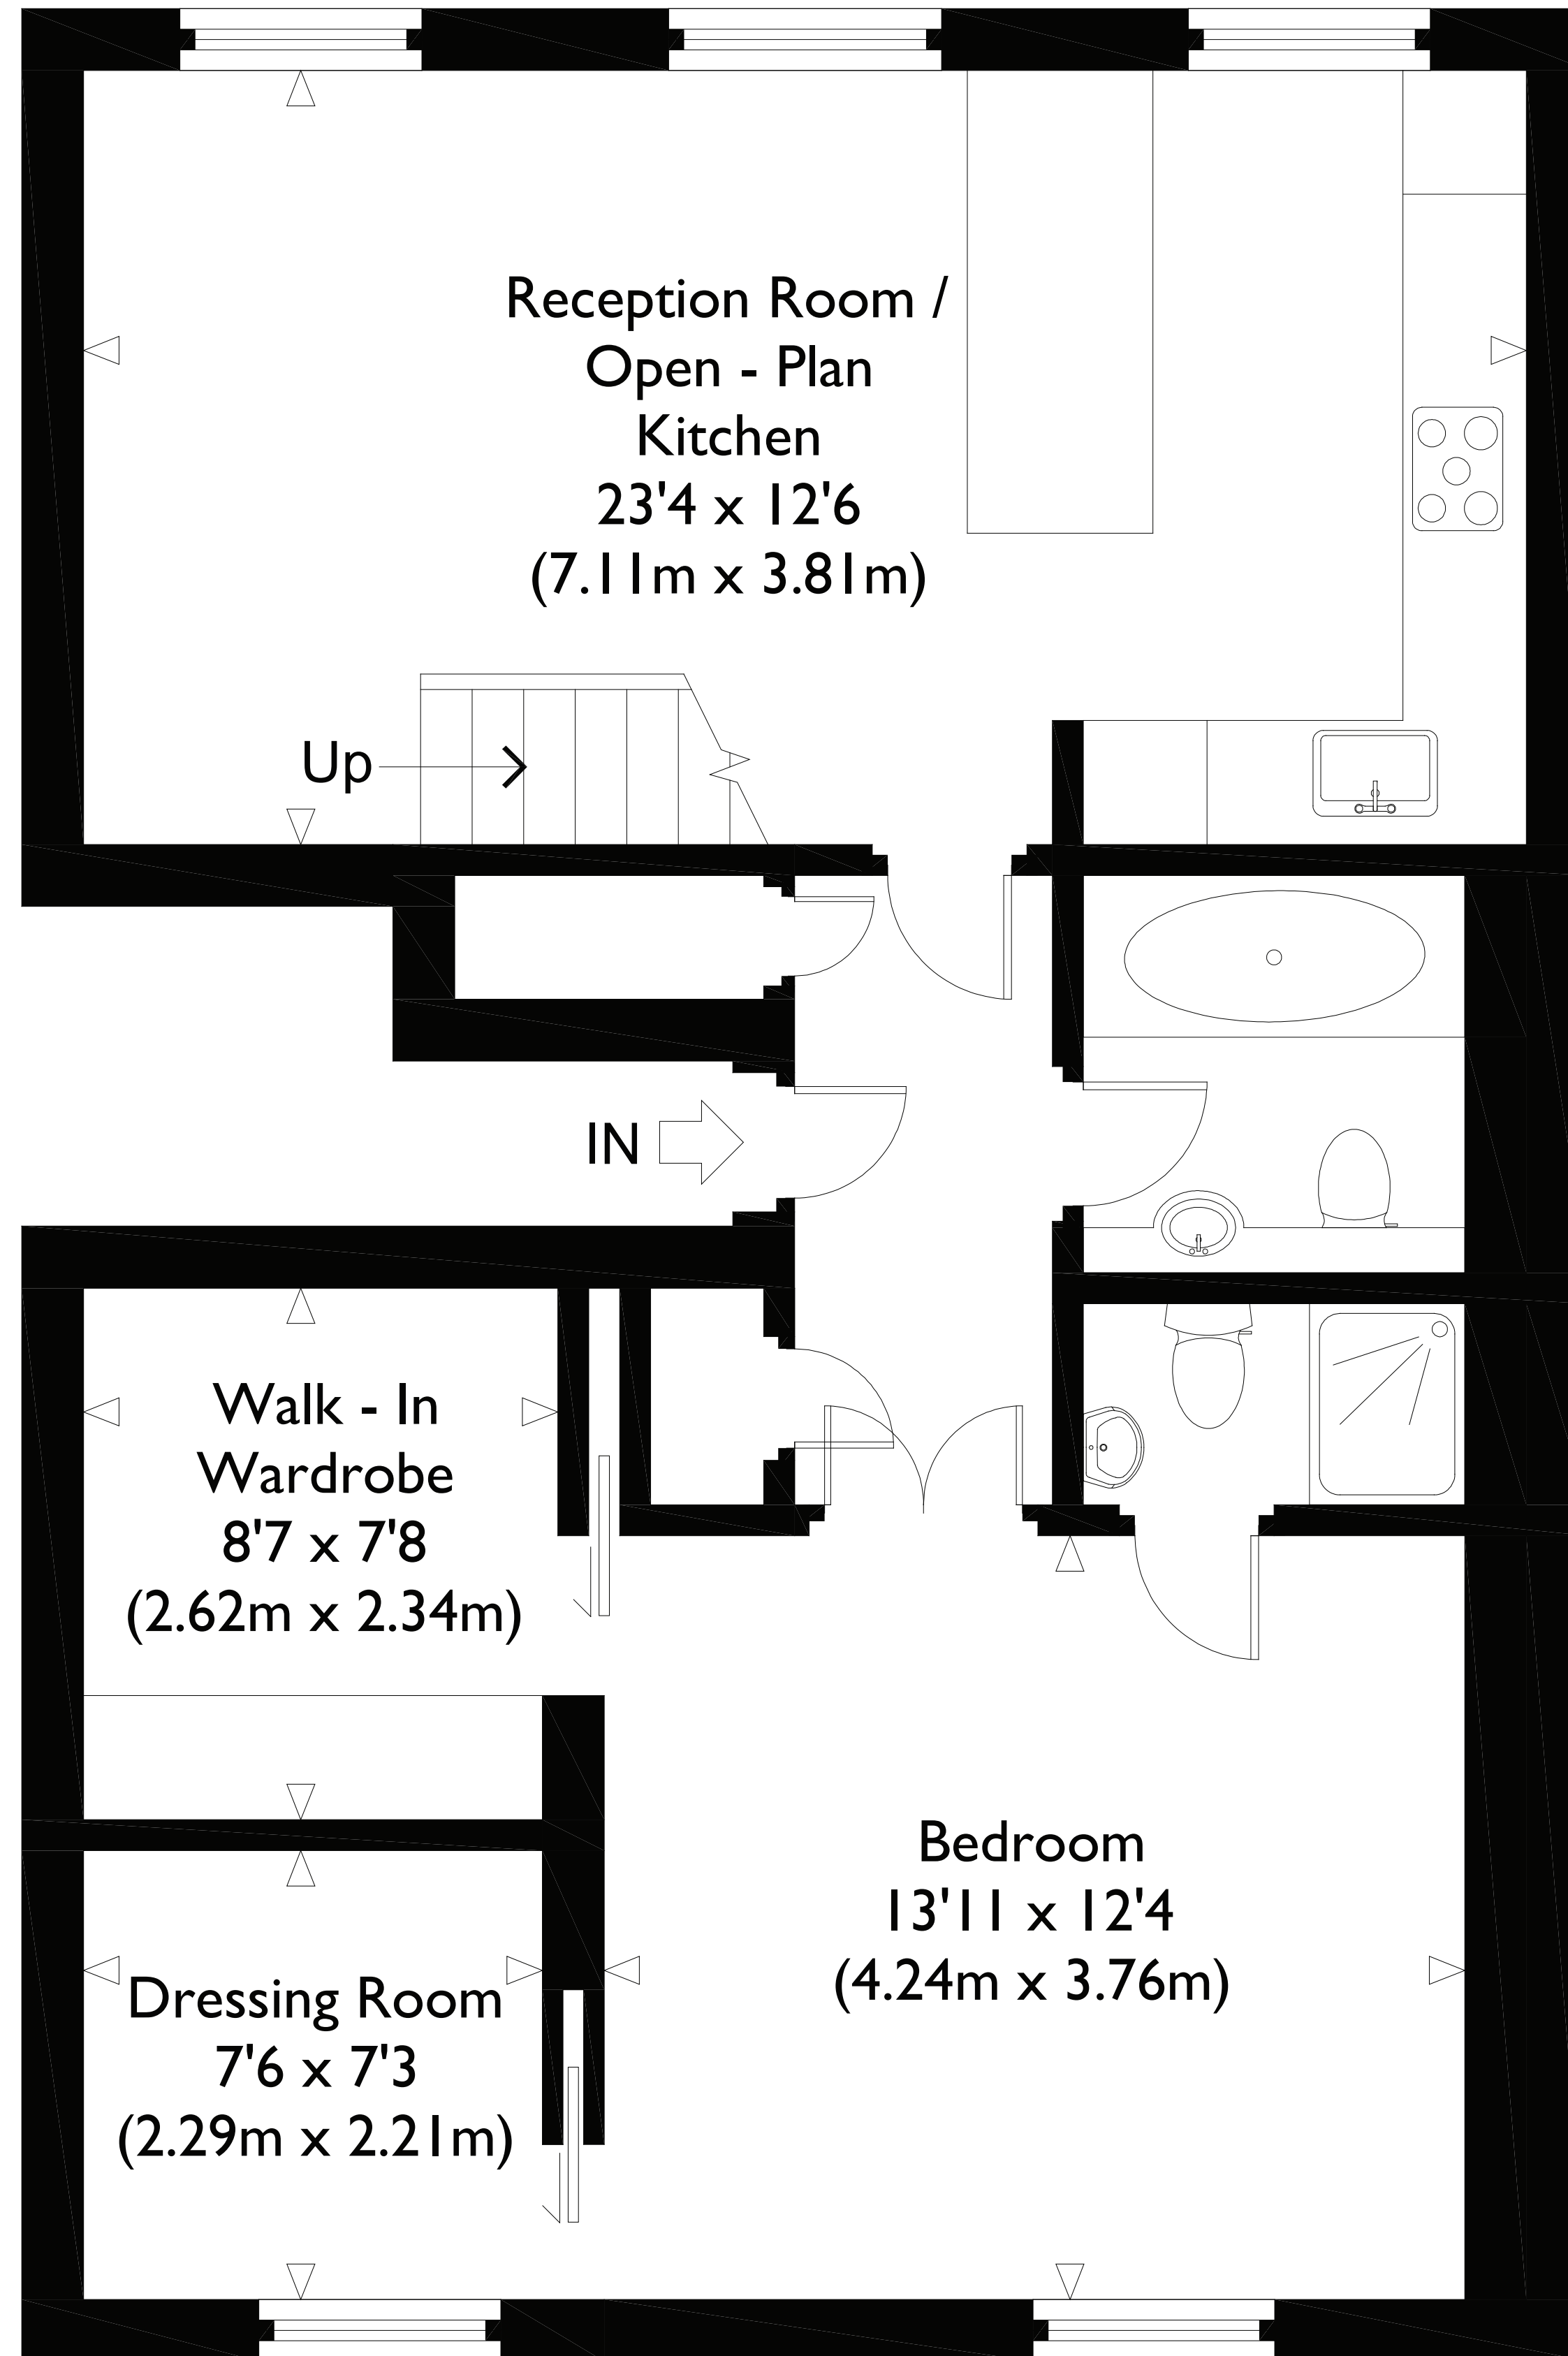 Reception Room /
Open - Plan
Kitchen
23'4 x 12'6
(7.11m x 3.81m)
Up
IN
Walk - In
Wardrobe
8'7 x 7'8
(2.62m x 2.34m)
Bedroom
13'11 x 12'4
(4.24m x 3.76m)
Dressing Room
7'6 x 7'3
(2.29m x 2.21m)